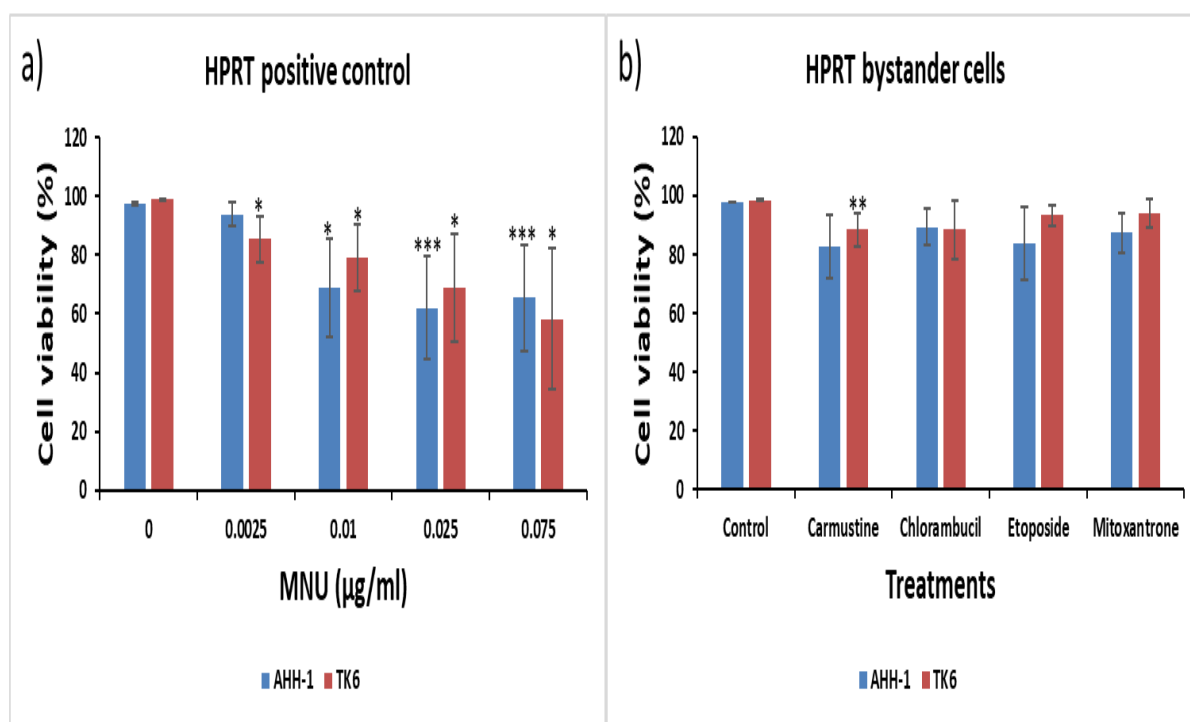 a)
HPRT positive control
Cell viability (%)
120
100
80
60
40
20
0
*
*
*
***
*
***
*
0 0.0025 0.01 0.025 0.075
MNU (µg/ml)
AHH-1 TK6
b)
HPRT bystander cells
Cell viability (%)
120
100
80
60
40
20
0
**
Control Carmustine Chlorambucil Etoposide Mitoxantrone
Treatments
AHH-1 TK6